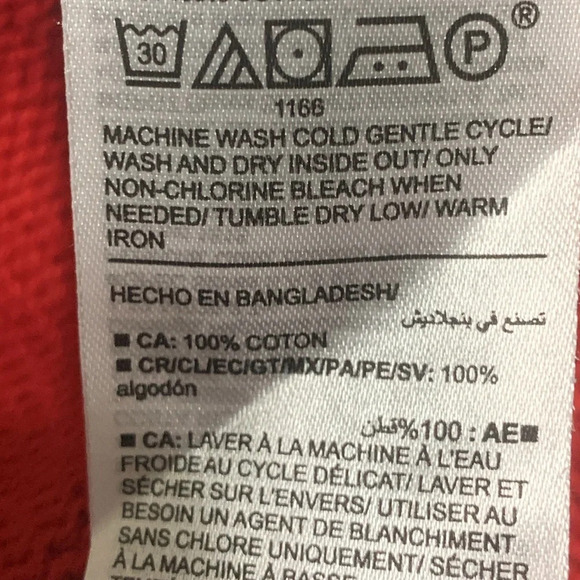 30 P ®
1166
MACHINE WASH COLD GENTLE CYCLE/
WASH AND DRY INSIDE OUT/ ONLY
NON-CHLORINE BLEACH WHEN
NEEDED/ TUMBLE DRY LOW/ WARM
IRON
HECHO EN BANGLADESH/
تصنع في بنجلاديش
■ CA: 100% COTON
■ CR/CL/EC/GT/MX/PA/PE/SV: 100%
algodón
■AE : 100% قطن
■ CA: LAVER À LA MACHINE À L'EAU
FROIDE AU CYCLE DÉLICAT/ LAVER ET
SÉCHER SUR L'ENVERS/ UTILISER AU
BESOIN UN AGENT DE BLANCHIMENT
SANS CHLORE UNIQUEMENT/ SÉCHER
À LA MACHINE À BASSE